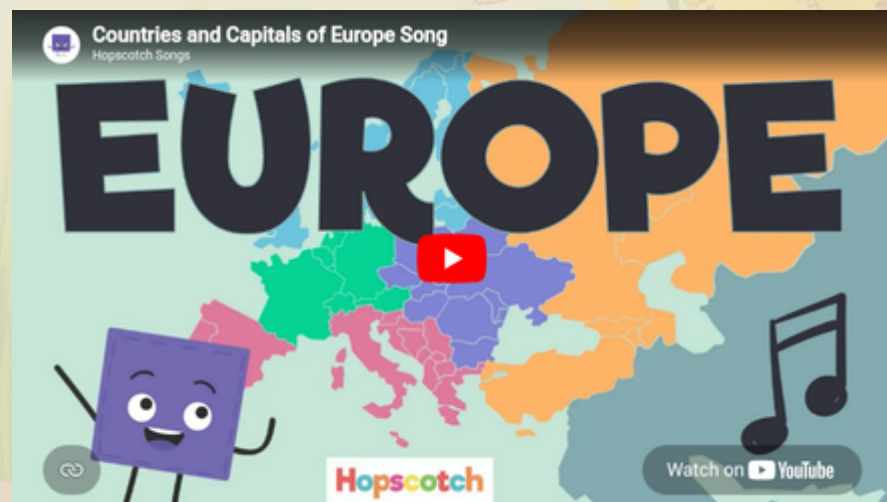 Countries and Capitals of Europe Song
Hopscotch Songs
EUROPE
Hopscotch
Watch on YouTube